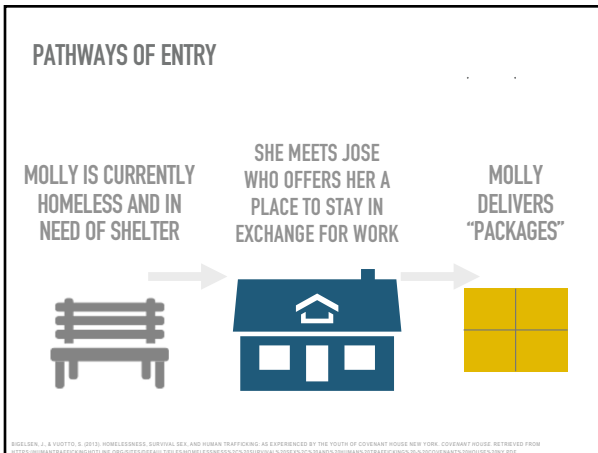 PATHWAYS OF ENTRY
MOLLY IS CURRENTLY
HOMELESS AND IN
NEED OF SHELTER
SHE MEETS JOSE
WHO OFFERS HER A
PLACE TO STAY IN
EXCHANGE FOR WORK
MOLLY
DELIVERS
“PACKAGES”
BIGELSEN, J., & VUOTTO, S. (2013). HOMELESSNESS, SURVIVAL SEX, AND HUMAN TRAFFICKING: AS EXPERIENCED BY THE YOUTH OF COVENANT HOUSE NEW YORK. COVENANT HOUSE. RETRIEVED FROM